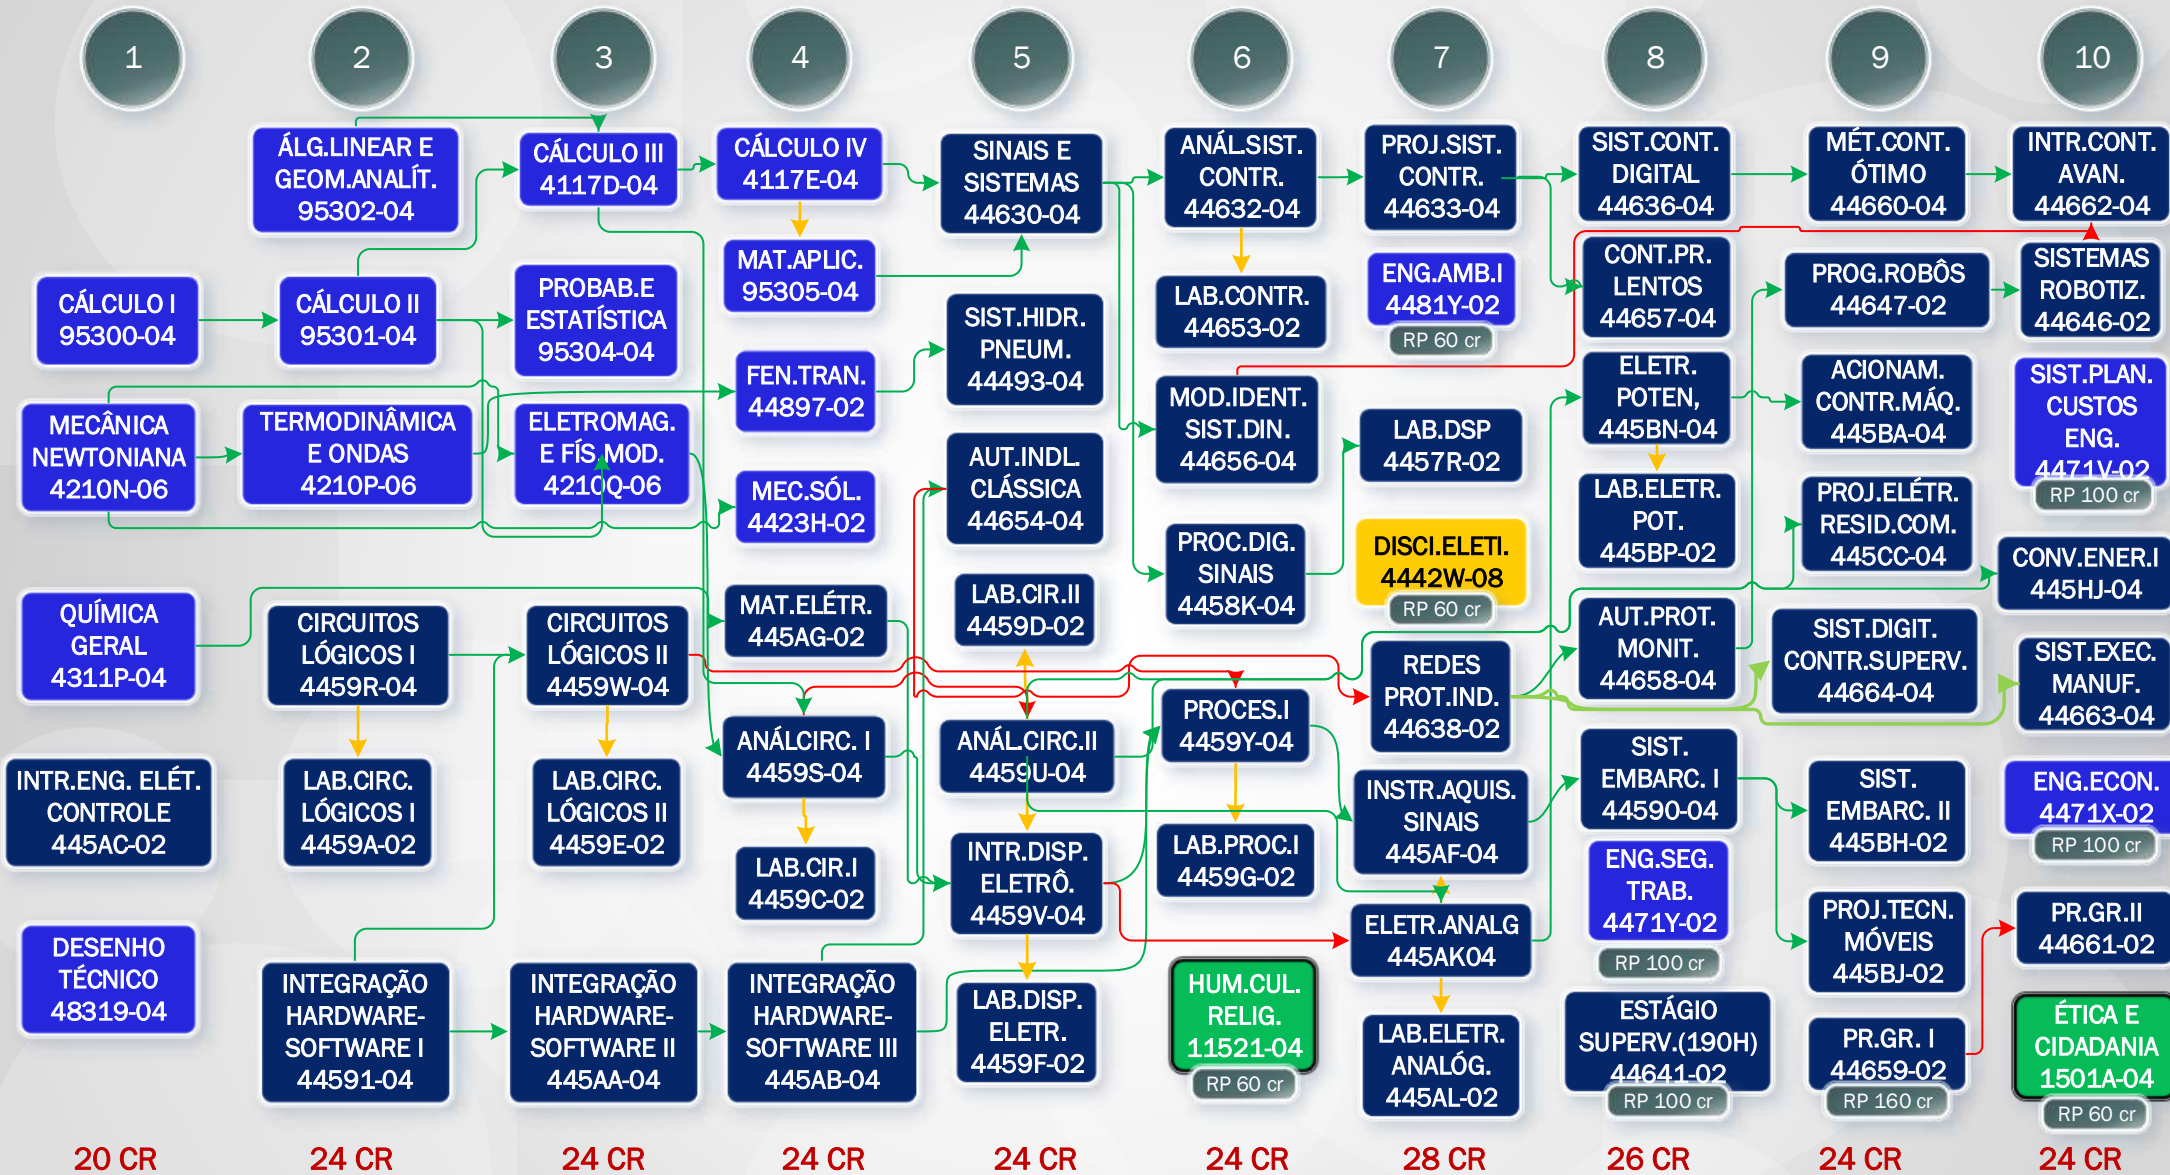 1
2
3
4
5
6
7
8
9
10
CÁLCULO I
95300-04
MECÂNICA
NEWTONIANA
4210N-06
QUÍMICA
GERAL
4311P-04
INTR.ENG. ELÉT.
CONTROLE
445AC-02
DESENHO
TÉCNICO
48319-04
20 CR
ÁLG.LINEAR E
GEOM.ANALÍT.
95302-04
CÁLCULO II
95301-04
TERMODINÂMICA
E ONDAS
4210P-06
CIRCUITOS
LÓGICOS I
4459R-04
LAB.CIRC.
LÓGICOS I
4459A-02
INTEGRAÇÃO
HARDWARE-
SOFTWARE I
44591-04
24 CR
CÁLCULO III
4117D-04
PROBAB.E
ESTATÍSTICA
95304-04
ELETROMAG.
E FÍS.MOD.
4210Q-06
CIRCUITOS
LÓGICOS II
4459W-04
LAB.CIRC.
LÓGICOS II
4459E-02
INTEGRAÇÃO
HARDWARE-
SOFTWARE II
445AA-04
24 CR
CÁLCULO IV
4117E-04
MAT.APLIC.
95305-04
FEN.TRAN.
44897-02
MEC.SÓL.
4423H-02
MAT.ELÉTR.
445AG-02
ANÁLCIRC. I
4459S-04
LAB.CIR.I
4459C-02
INTEGRAÇÃO
HARDWARE-
SOFTWARE III
445AB-04
24 CR
SINAIS E
SISTEMAS
44630-04
SIST.HIDR.
PNEUM.
44493-04
AUT.INDL.
CLÁSSICA
44654-04
LAB.CIR.II
4459D-02
ANÁL.CIRC.II
4459U-04
INTR.DISP.
ELETRÔ.
4459V-04
LAB.DISP.
ELETR.
4459F-02
24 CR
ANÁL.SIST.
CONTR.
44632-04
LAB.CONTR.
44653-02
MOD.IDENT.
SIST.DIN.
44656-04
PROC.DIG.
SINAIS
4458K-04
PROCES.I
4459Y-04
LAB.PROC.I
4459G-02
HUM.CUL.
RELIG.
11521-04
RP 60 cr
24 CR
PROJ.SIST.
CONTR.
44633-04
ENG.AMB.I
4481Y-02
RP 60 cr
LAB.DSP
4457R-02
DISCI.ELETI.
4442W-08
RP 60 cr
REDES
PROT.IND.
44638-02
INSTR.AQUIS.
SINAIS
445AF-04
ELETR.ANALG
445AK04
LAB.ELETR.
ANALÓG.
445AL-02
28 CR
SIST.CONT.
DIGITAL
44636-04
CONT.PR.
LENTOS
44657-04
ELETR.
POTEN,
445BN-04
LAB.ELETR.
POT.
445BP-02
AUT.PROT.
MONIT.
44658-04
SIST.
EMBARC. I
44590-04
ENG.SEG.
TRAB.
4471Y-02
RP 100 cr
ESTÁGIO
SUPERV.(190H)
44641-02
RP 100 cr
26 CR
MÉT.CONT.
ÓTIMO
44660-04
PROG.ROBÔS
44647-02
ACIONAM.
CONTR.MÁQ.
445BA-04
PROJ.ELÉTR.
RESID.COM.
445CC-04
SIST.DIGIT.
CONTR.SUPERV.
44664-04
SIST.
EMBARC. II
445BH-02
PROJ.TECN.
MÓVEIS
445BJ-02
PR.GR. I
44659-02
RP 160 cr
24 CR
INTR.CONT.
AVAN.
44662-04
SISTEMAS
ROBOTIZ.
44646-02
SIST.PLAN.
CUSTOS
ENG.
4471V-02
RP 100 cr
CONV.ENER.I
445HJ-04
SIST.EXEC.
MANUF.
44663-04
ENG.ECON.
4471X-02
RP 100 cr
PR.GR.II
44661-02
ÉTICA E
CIDADANIA
1501A-04
RP 60 cr
24 CR